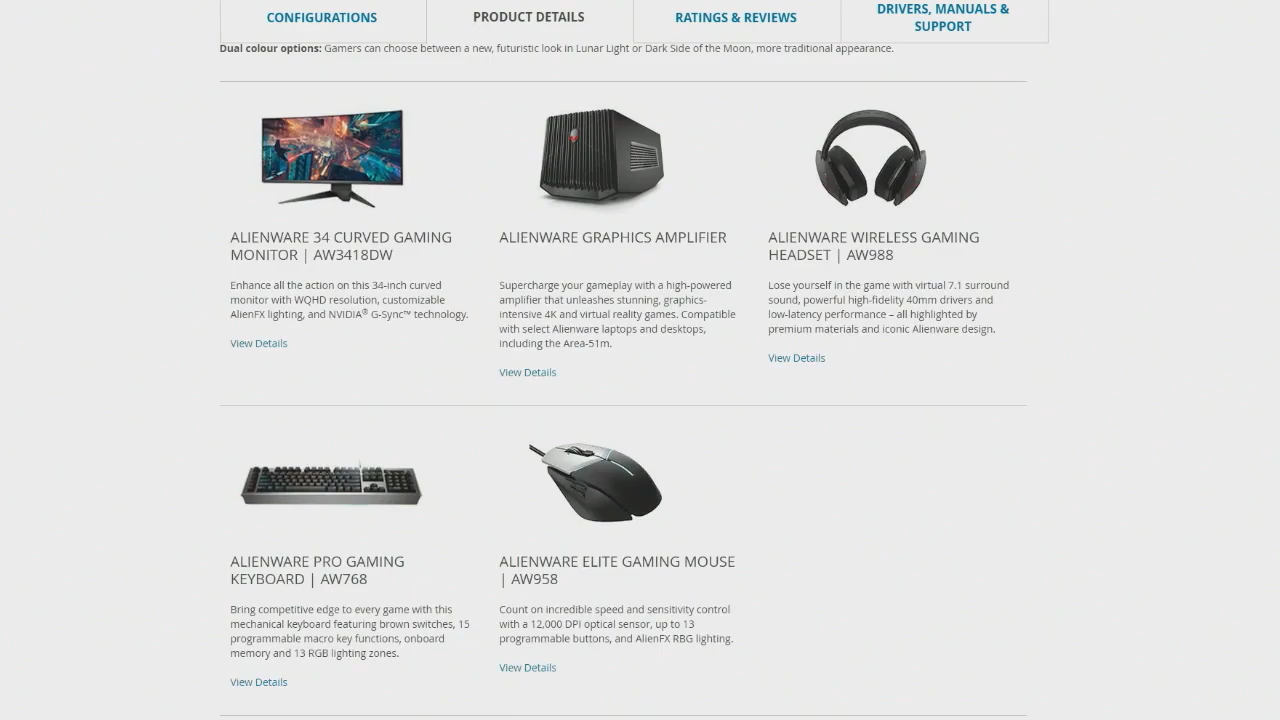 CONFIGURATIONS
PRODUCT DETAILS
RATINGS & REVIEWS
DRIVERS, MANUALS &
SUPPORT
Dual colour options: Gamers can choose between a new, futuristic look in Lunar Light or Dark Side of the Moon, more traditional appearance.
ALIENWARE 34 CURVED GAMING
MONITOR | AW3418DW
Enhance all the action on this 34-inch curved
monitor with WQHD resolution, customizable
AlienFX lighting, and NVIDIA® G-Sync™ technology.
View Details
ALIENWARE GRAPHICS AMPLIFIER
Supercharge your gameplay with a high-powered
amplifier that unleashes stunning, graphics-
intensive 4K and virtual reality games. Compatible
with select Alienware laptops and desktops,
including the Area-51m.
View Details
ALIENWARE WIRELESS GAMING
HEADSET | AW988
Lose yourself in the game with virtual 7.1 surround
sound, powerful high-fidelity 40mm drivers and
low-latency performance – all highlighted by
premium materials and iconic Alienware design.
View Details
ALIENWARE PRO GAMING
KEYBOARD | AW768
Bring competitive edge to every game with this
mechanical keyboard featuring brown switches, 15
programmable macro key functions, onboard
memory and 13 RGB lighting zones.
View Details
ALIENWARE ELITE GAMING MOUSE
| AW958
Count on incredible speed and sensitivity control
with a 12,000 DPI optical sensor, up to 13
programmable buttons, and AlienFX RBG lighting.
View Details